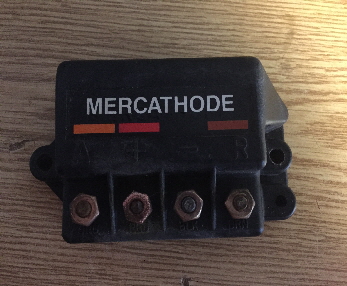 MERCATHODE
A + - R